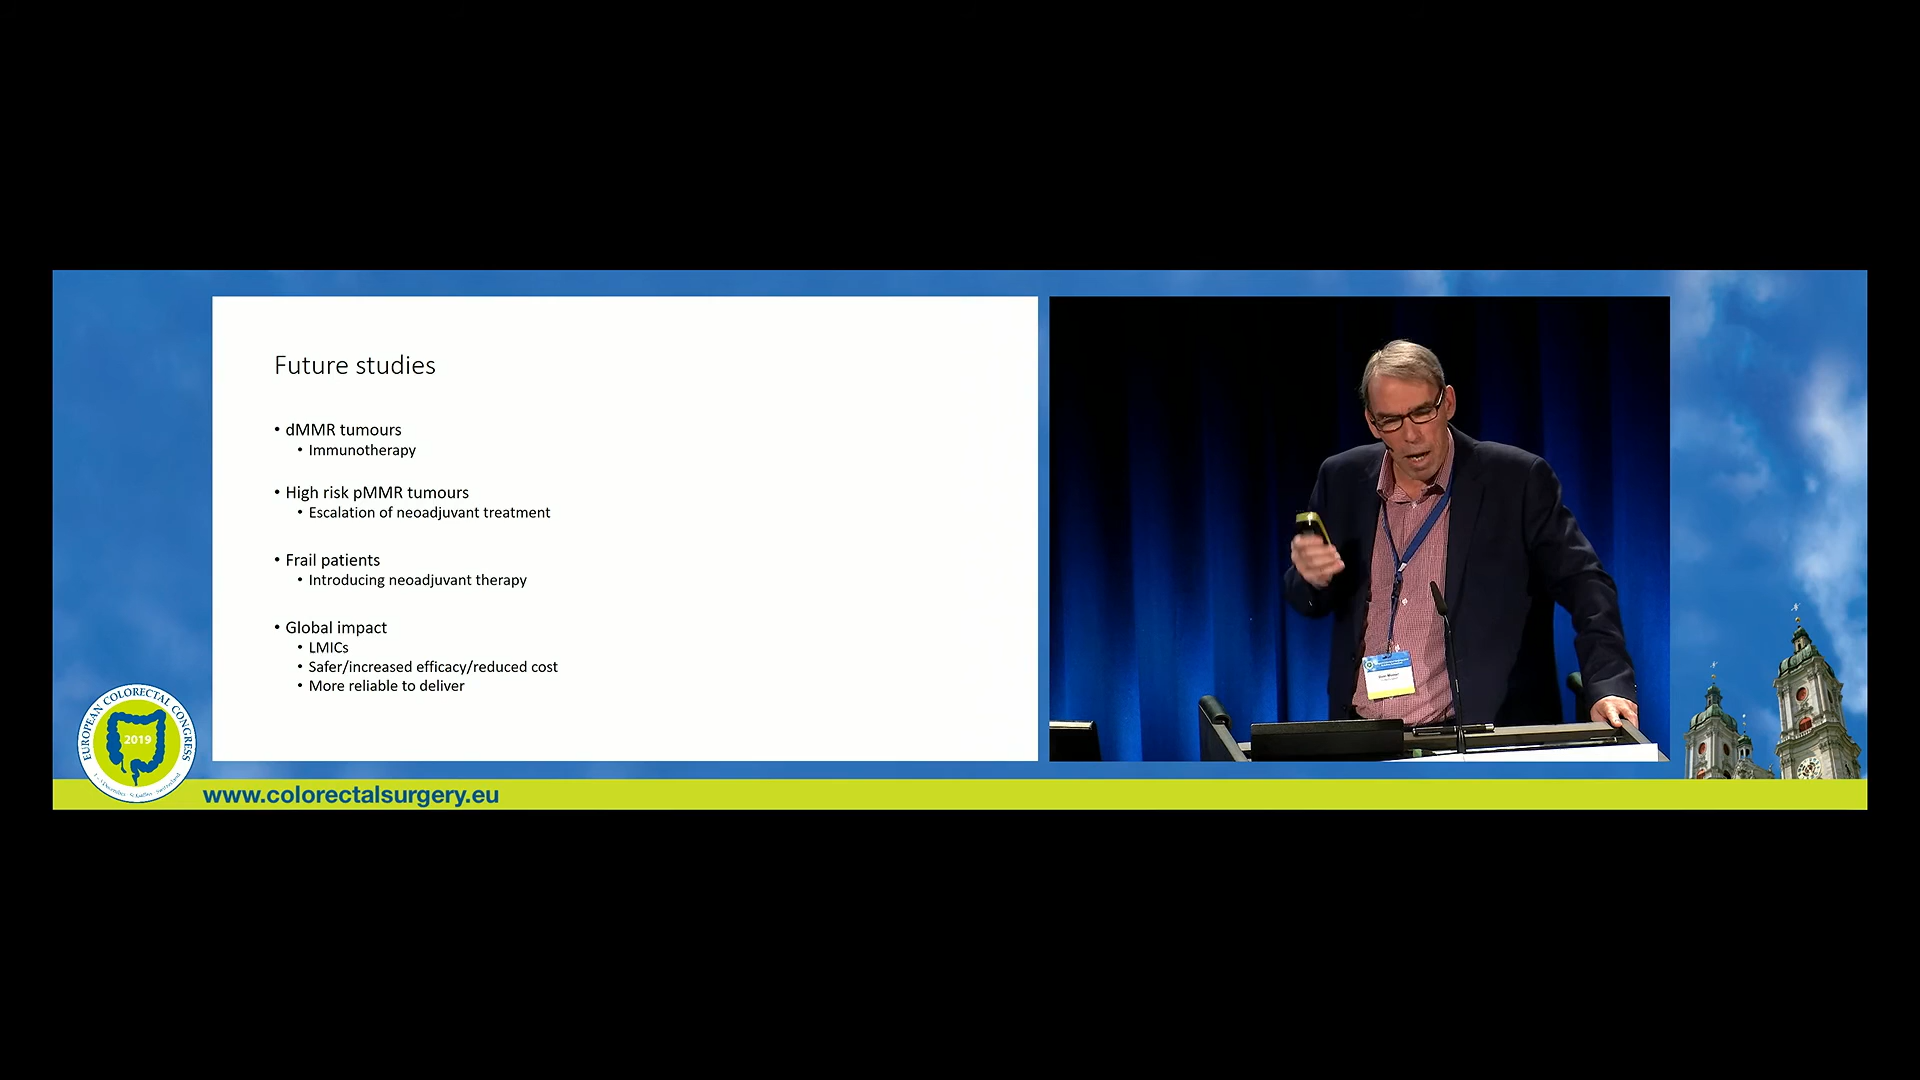 Future studies
• dMMR tumours
• Immunotherapy
• High risk pMMR tumours
• Escalation of neoadjuvant treatment
• Frail patients
• Introducing neoadjuvant therapy
• Global impact
• LMICs
• Safer/increased efficacy/reduced cost
• More reliable to deliver
EUROPEAN COLORECTAL CONGRESS
2019
www.colorectalsurgery.eu